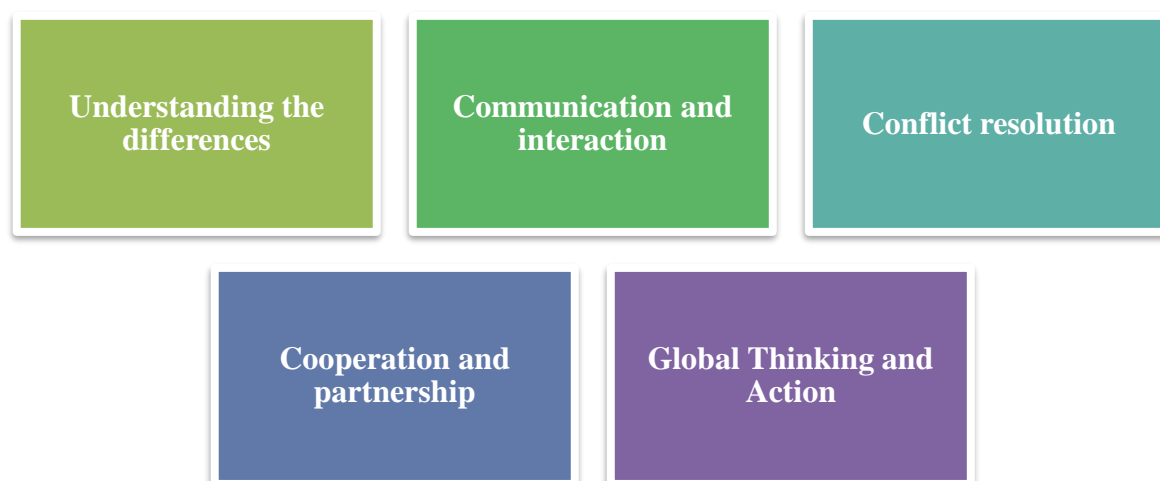 Understanding the
differences
Communication and
interaction
Conflict resolution
Cooperation and
partnership
Global Thinking and
Action